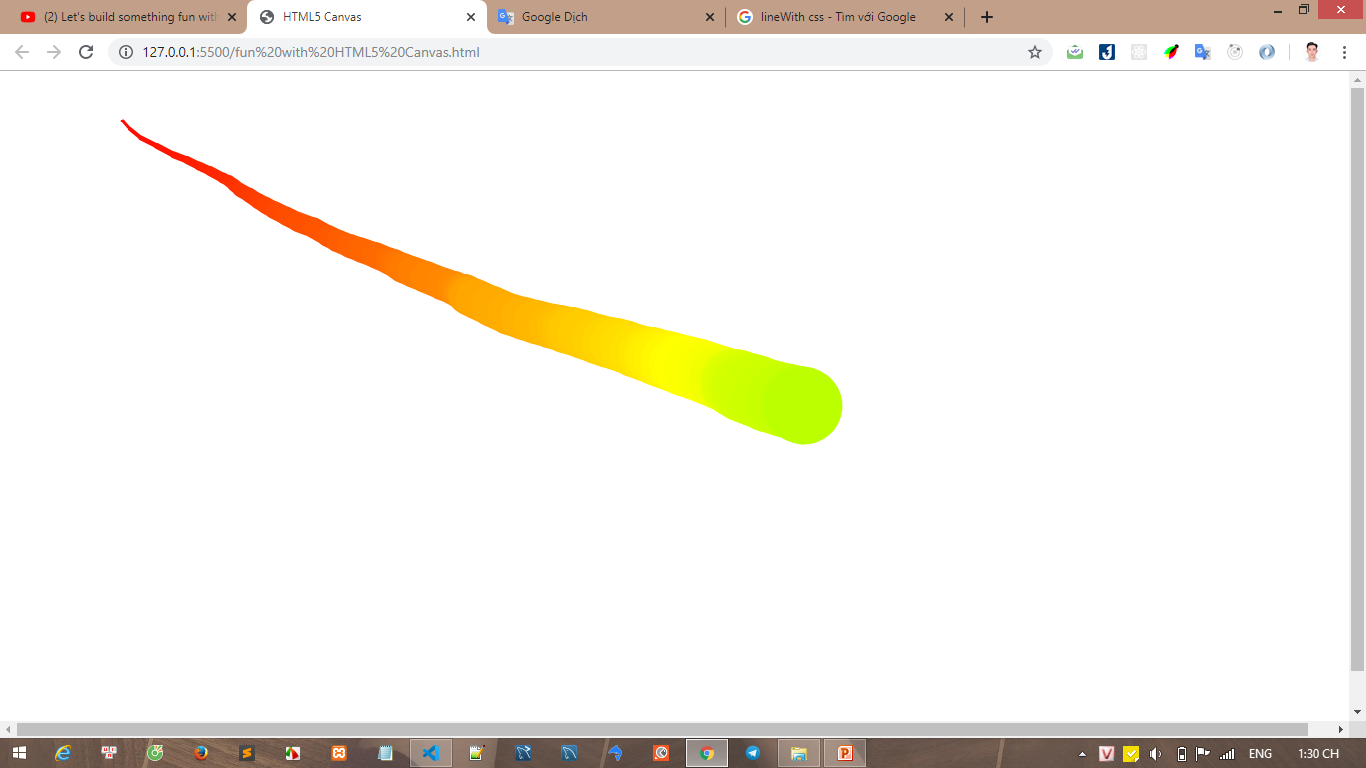 (2) Let's build something fun with
HTML5 Canvas
Google Dịch
lineWith css - Tìm với Google
127.0.0.1:5500/fun%20with%20HTML5%20Canvas.html
ENG
1:30 CH